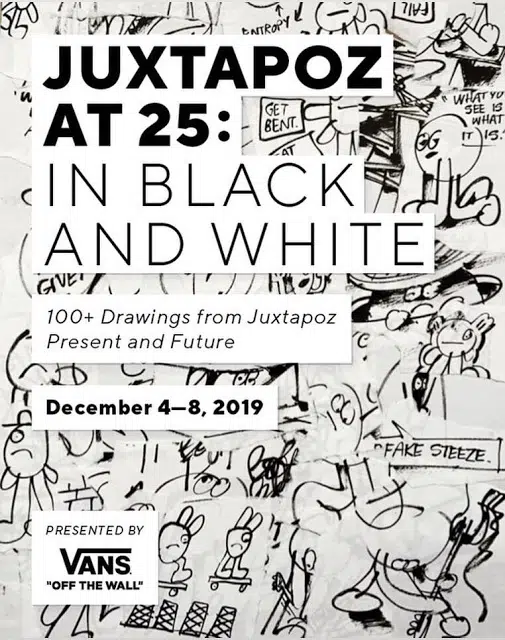 ENTROPY
FAIL
JUXTAPOZ
AT 25:
IN BLACK
AND WHITE
GET
BENT.
"WHAT YOU
SEE IS
WHAT
IT IS."
GIVE!
100+ Drawings from Juxtapoz
Present and Future
December 4–8, 2019
"FAKE STEEZE.
PRESENTED BY
VANS
"OFF THE WALL"